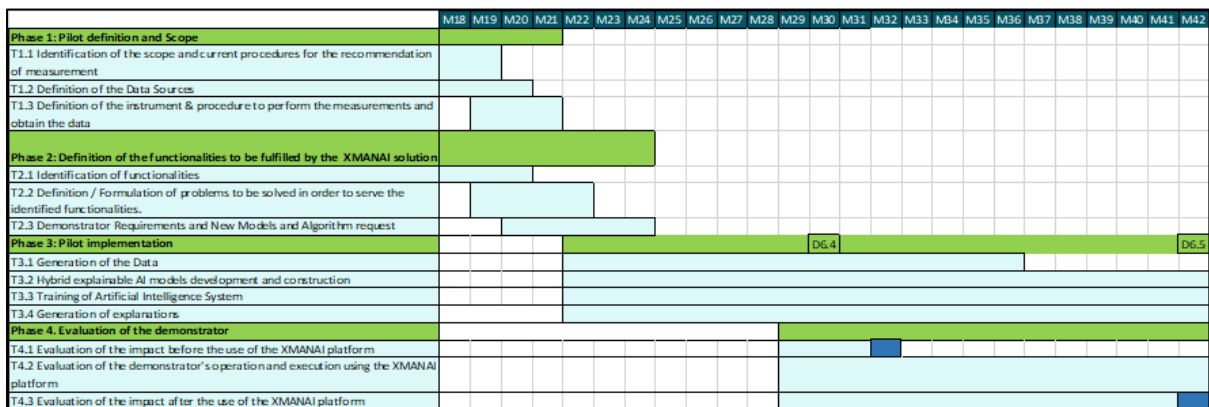 M18 M19 M20 M21 M22 M23 M24 M25 M26 M27 M28 M29 M30 M31 M32 M33 M34 M35 M36 M37 M38 M39 M40 M41 M42
Phase 1: Pilot definition and Scope
T1.1 Identification of the scope and current procedures for the recommendation
of measurement
T1.2 Definition of the Data Sources
T1.3 Definition of the instrument & procedure to perform the measurements and
obtain the data
Phase 2: Definition of the functionalities to be fulfilled by the XMANAI solution
T2.1 Identification of functionalities
T2.2 Definition / Formulation of problems to be solved in order to serve the
identified functionalities.
T2.3 Demonstrator Requirements and New Models and Algorithm request
Phase 3: Pilot implementation D6.4 D6.5
T3.1 Generation of the Data
T3.2 Hybrid explainable AI models development and construction
T3.3 Training of Artificial Intelligence System
T3.4 Generation of explanations
Phase 4. Evaluation of the demonstrator
T4.1 Evaluation of the impact before the use of the XMANAI platform
T4.2 Evaluation of the demonstrator's operation and execution using the XMANAI
platform
T4.3 Evaluation of the impact after the use of the XMANAI platform